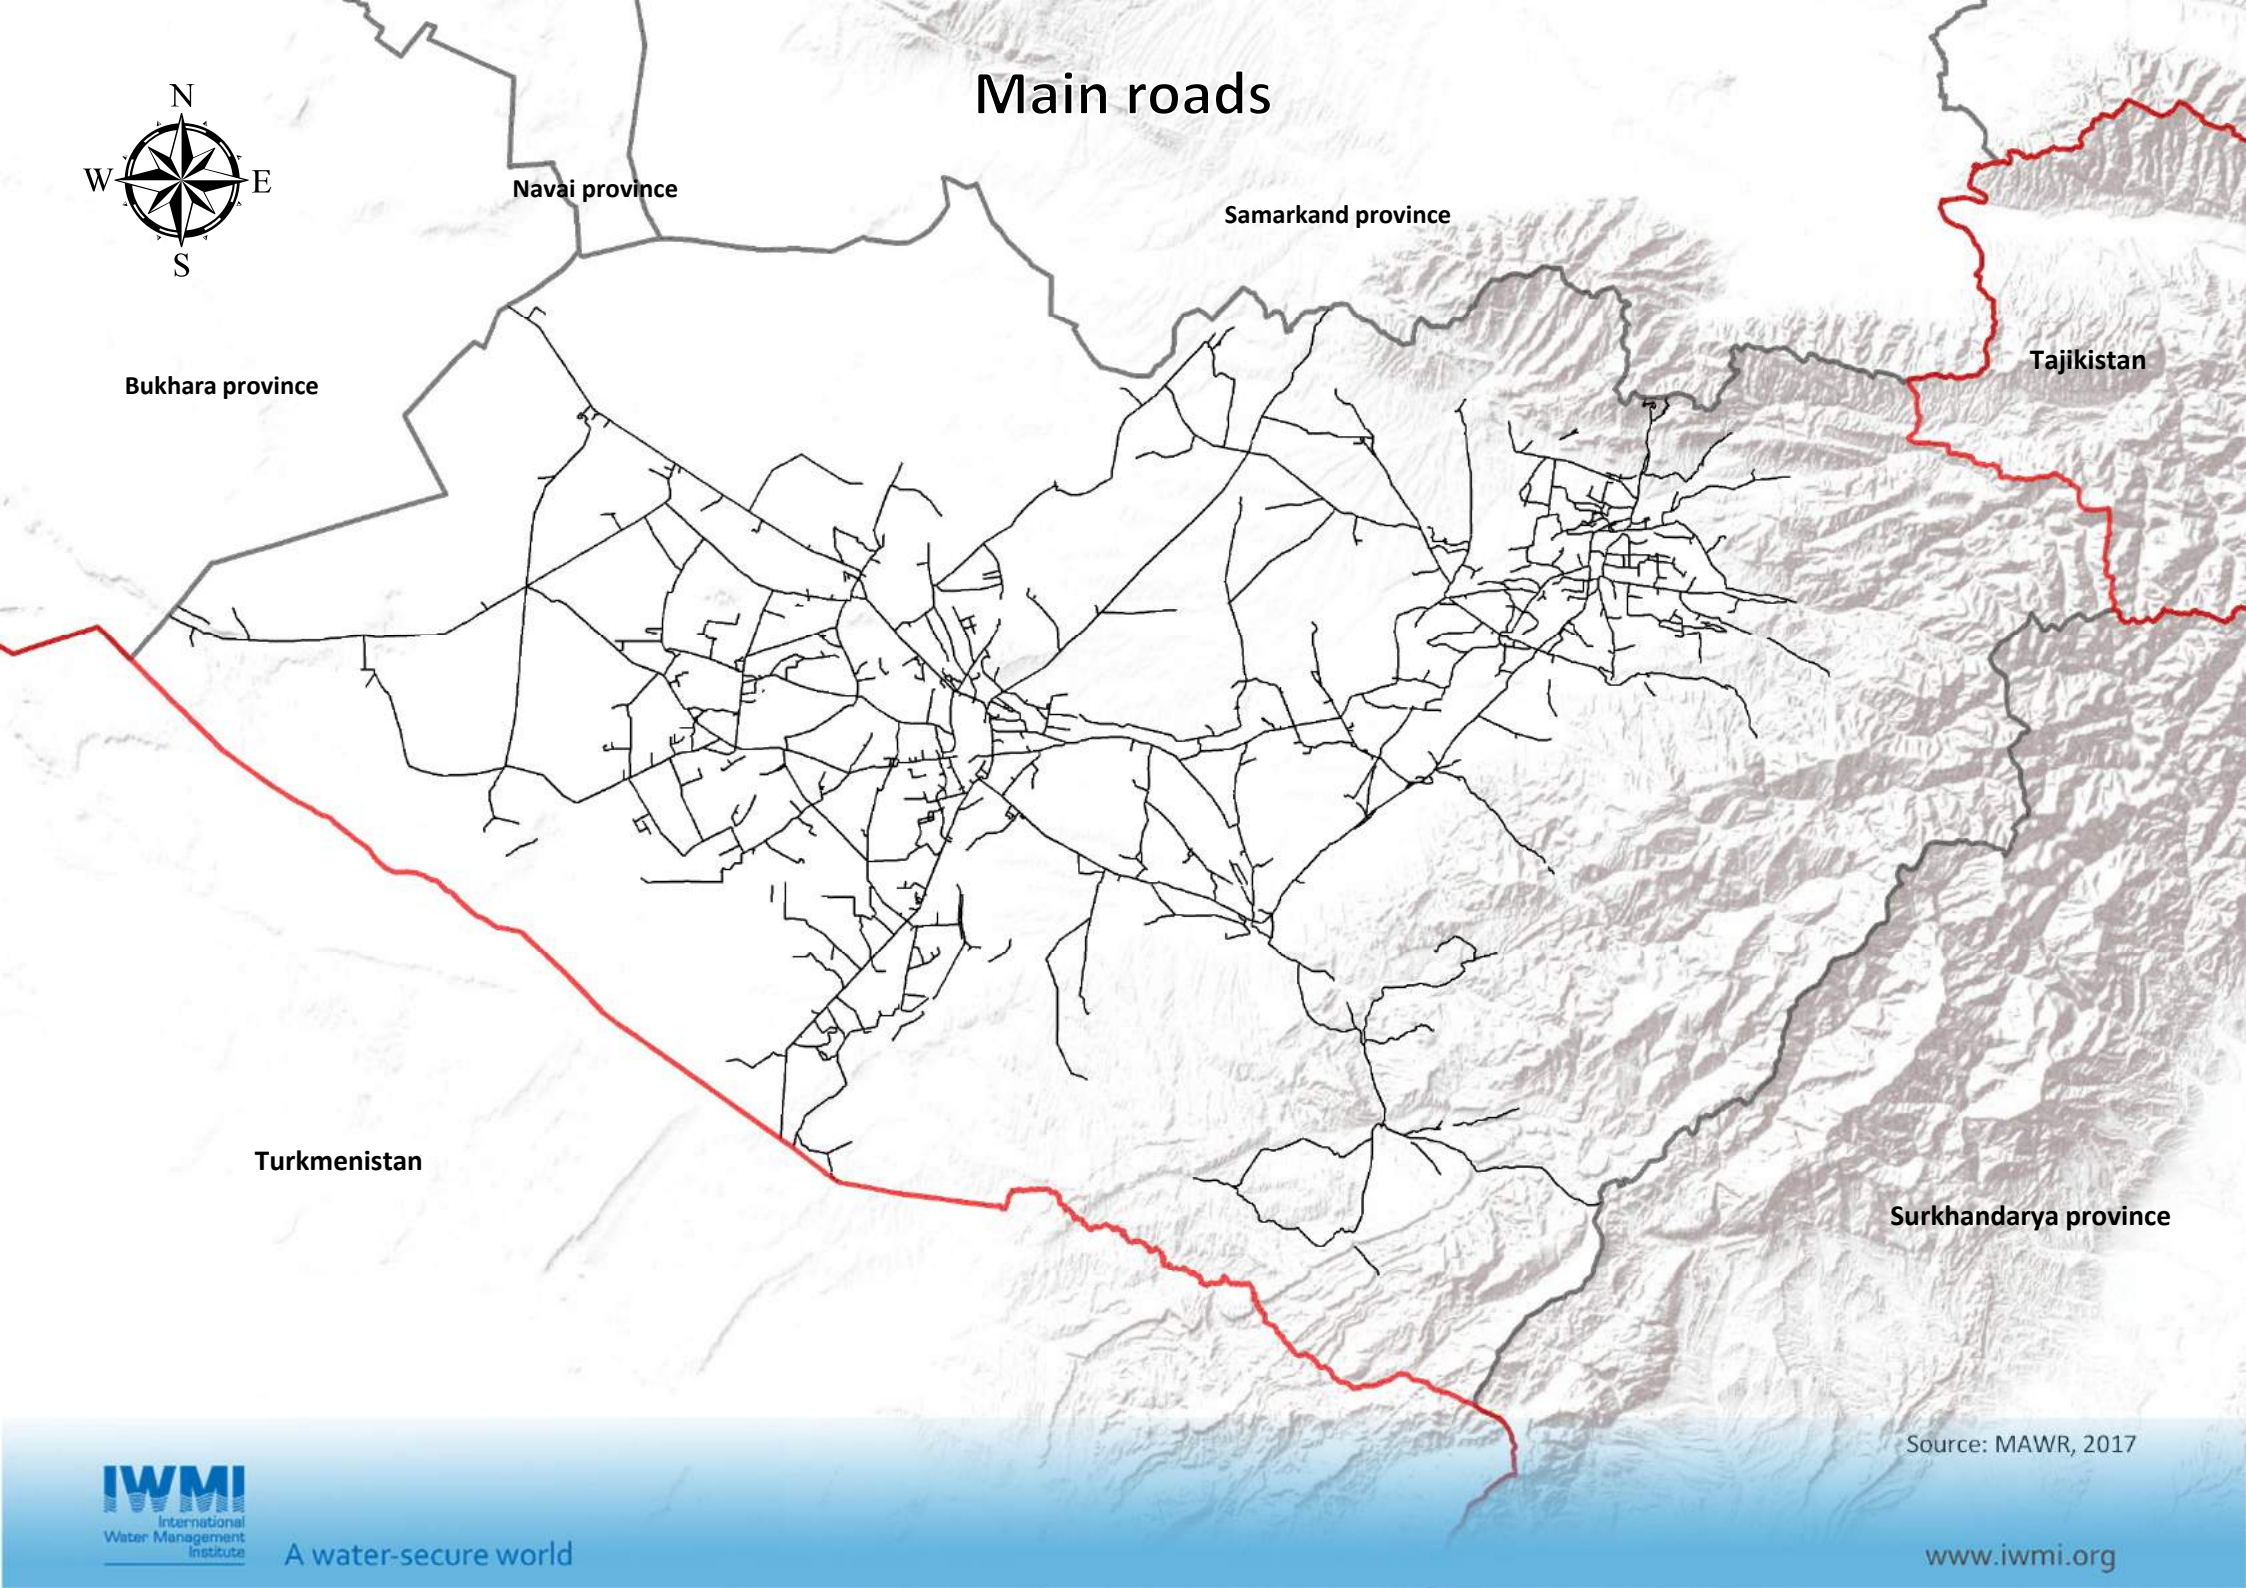 Main roads
N
W
E
S
Navai province
Samarkand province
Tajikistan
Bukhara province
Turkmenistan
Surkhandarya province
Source: MAWR, 2017
IWMI
International
Water Management
Institute
A water-secure world
www.iwmi.org